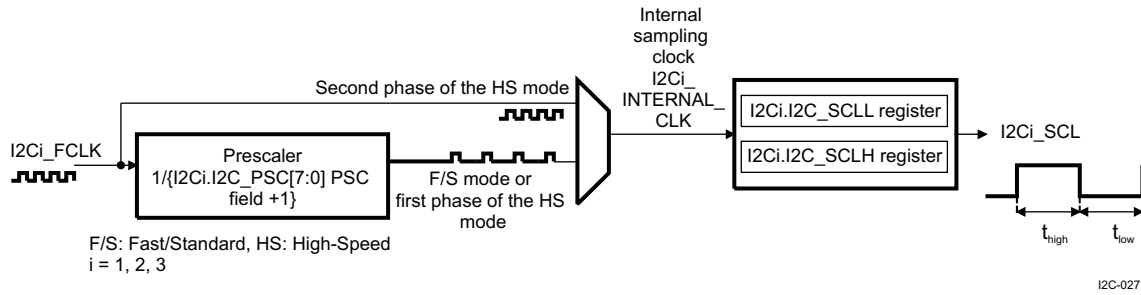 Internal
sampling
clock
I2Ci_
INTERNAL_
CLK
Second phase of the HS mode
I2Ci_FCLK
Prescaler
1/{I2Ci.I2C_PSC[7:0] PSC
field +1}
F/S mode or
first phase of the HS
mode
I2Ci.I2C_SCLL register
I2Ci.I2C_SCLH register
I2Ci_SCL
thigh
tlow
F/S: Fast/Standard, HS: High-Speed
i = 1, 2, 3
I2C-027